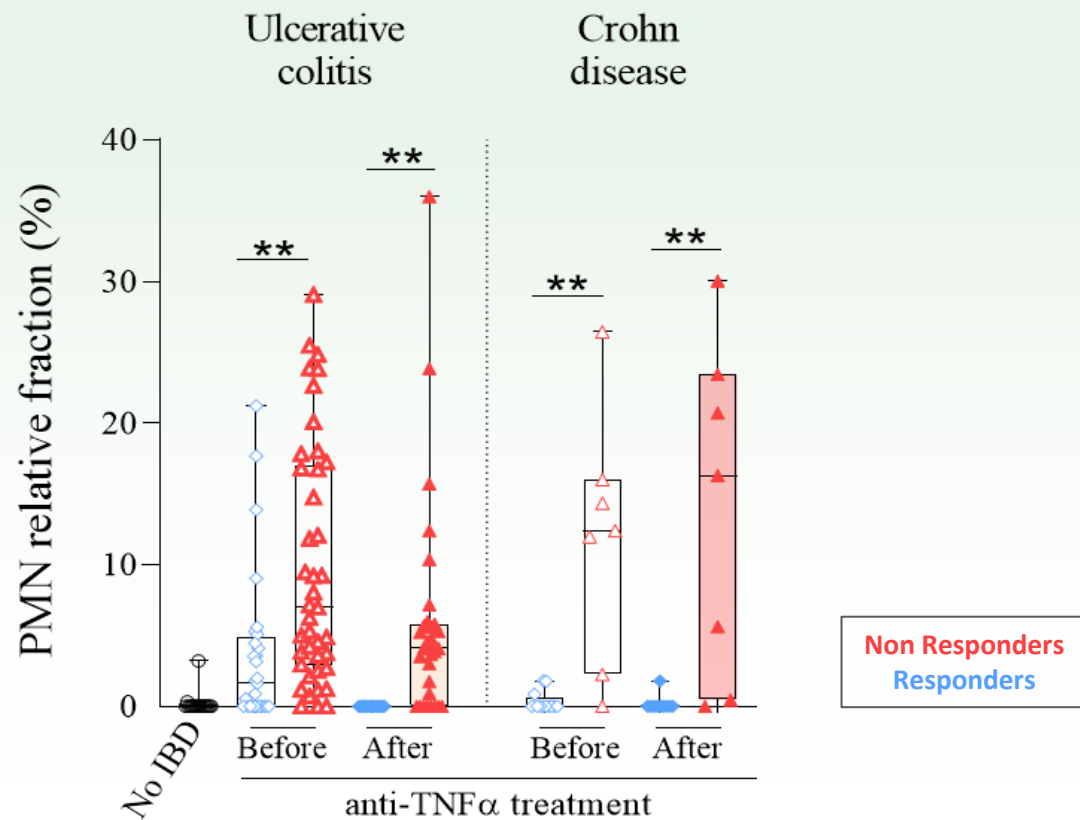 Ulcerative
colitis
Crohn
disease
PMN relative fraction (%)
40
30
20
10
0
**
**
**
**
No IBD
Before
After
Before
After
anti-TNFα treatment
Non Responders
Responders